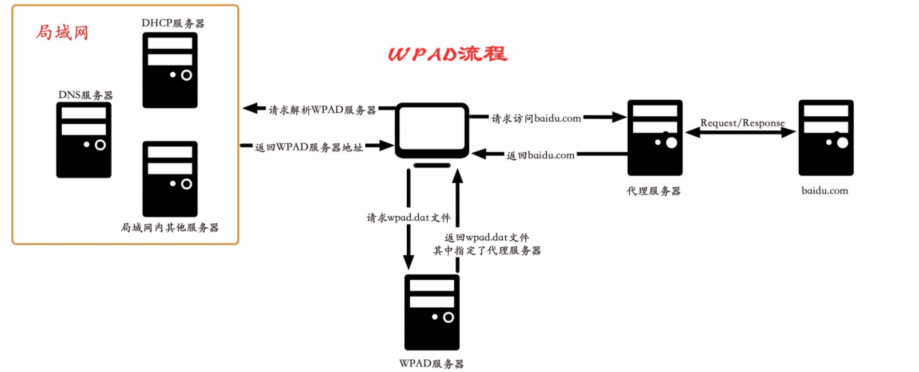 局域网
DHCP服务器
WPAD流程
DNS服务器
请求解析WPAD服务器
返回WPAD服务器地址
局域网内其他服务器
请求访问baidu.com
返回baidu.com
Request/Response
代理服务器
baidu.com
请求wpad.dat文件
返回wpad.dat文件
其中指定了代理服务器
WPAD服务器